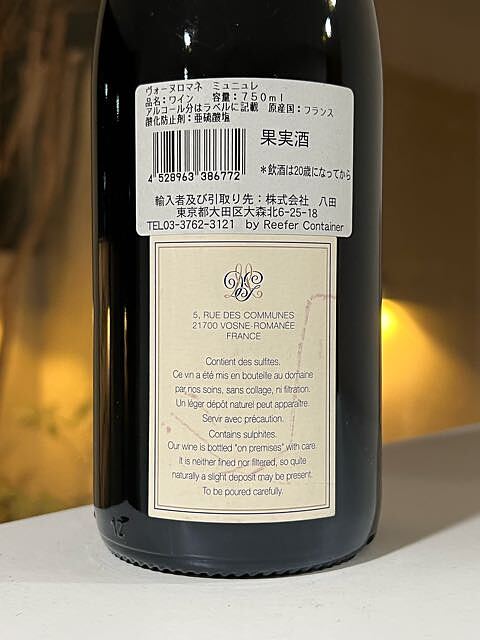 ヴォーヌロマネ ミュニュレ
品名：ワイン 容量：750ml
アルコール分はラベルに記載 原産国：フランス
酸化防止剤：亜硫酸塩
果実酒
4 528963 386772
＊飲酒は20歳になってから
輸入者及び引取り先：株式会社 八田
東京都大田区大森北6-25-18
TEL03-3762-3121 by Reefer Container
5, RUE DES COMMUNES
21700 VOSNE-ROMANÉE
FRANCE
Contient des sulfites.
Ce vin a été mis en bouteille au domaine
par nos soins, sans collage, ni filtration.
Un léger dépôt naturel peut apparaître.
Servir avec précaution.
Contains sulphites.
Our wine is bottled "on premises" with care.
It is neither fined nor filtered, so quite
naturally a slight deposit may be present.
To be poured carefully.